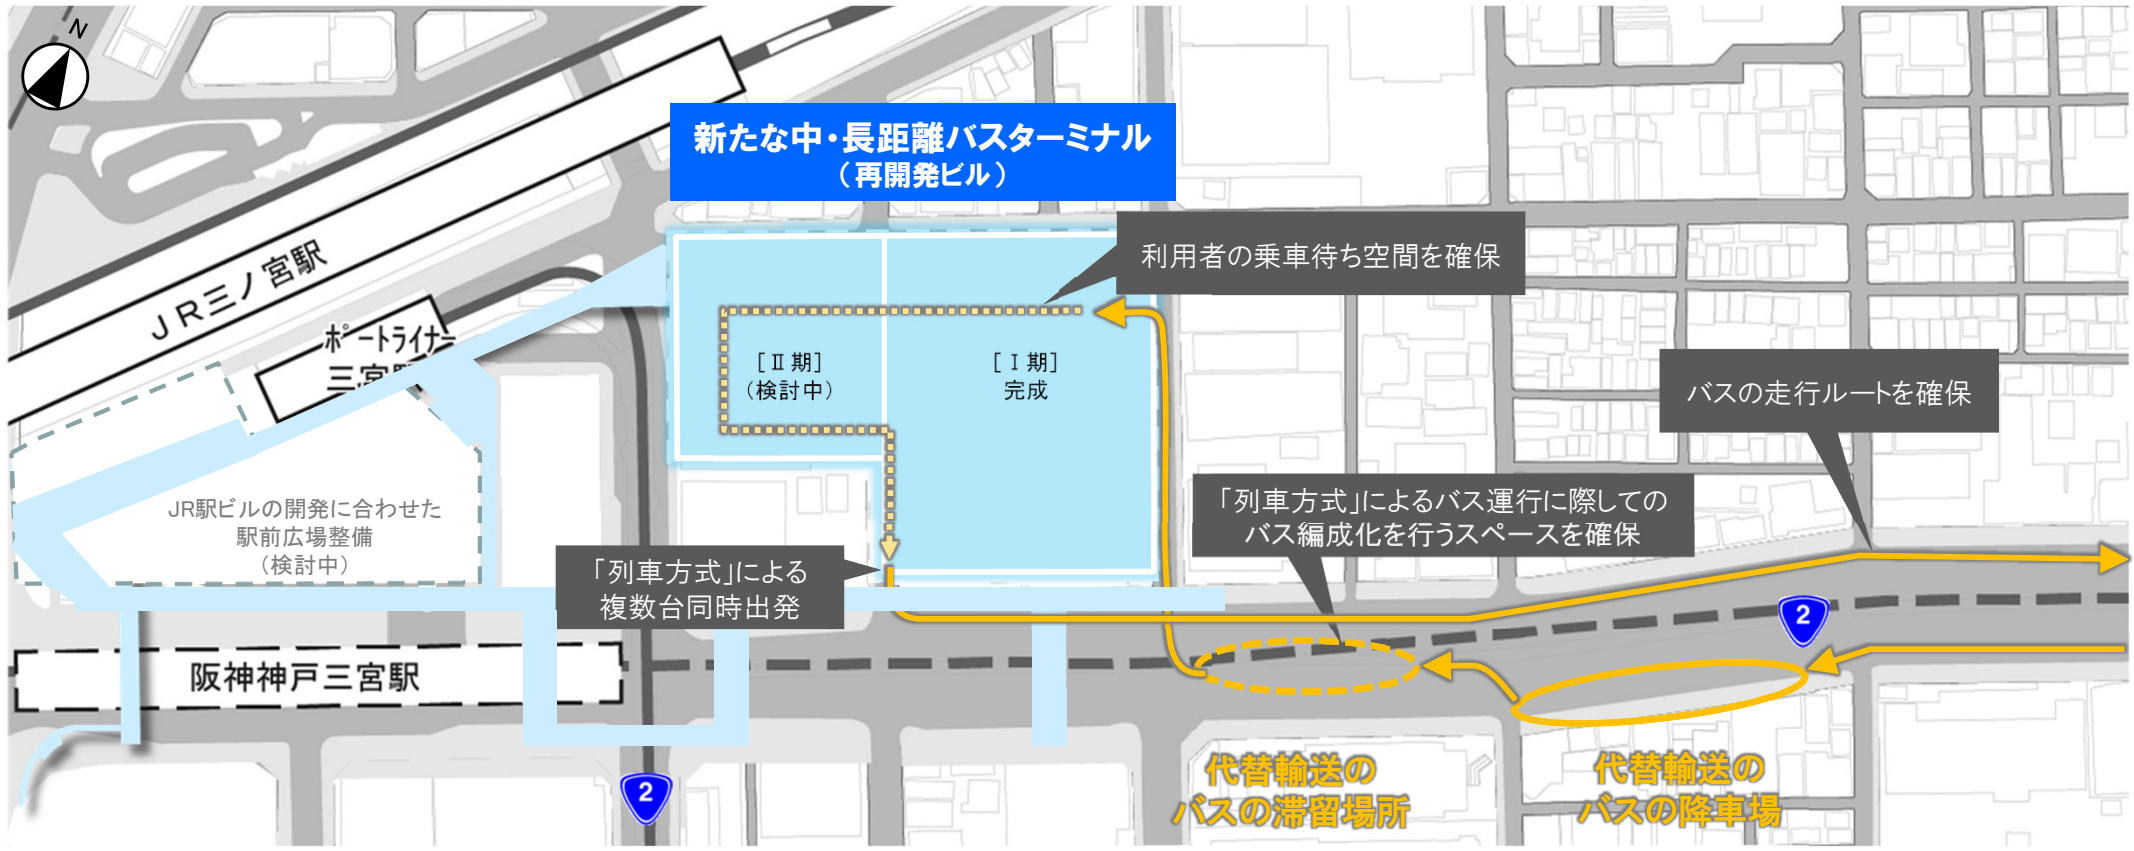 N
新たな中・長距離バスターミナル
（再開発ビル）
利用者の乗車待ち空間を確保
JR三ノ宮駅
ポートライナー
三宮駅
［Ⅱ期］
（検討中）
［Ⅰ期］
完成
バスの走行ルートを確保
JR駅ビルの開発に合わせた
駅前広場整備
（検討中）
「列車方式」によるバス運行に際しての
バス編成化を行うスペースを確保
「列車方式」による
複数台同時出発
2
阪神神戸三宮駅
代替輸送の
バスの滞留場所
代替輸送の
バスの降車場
2